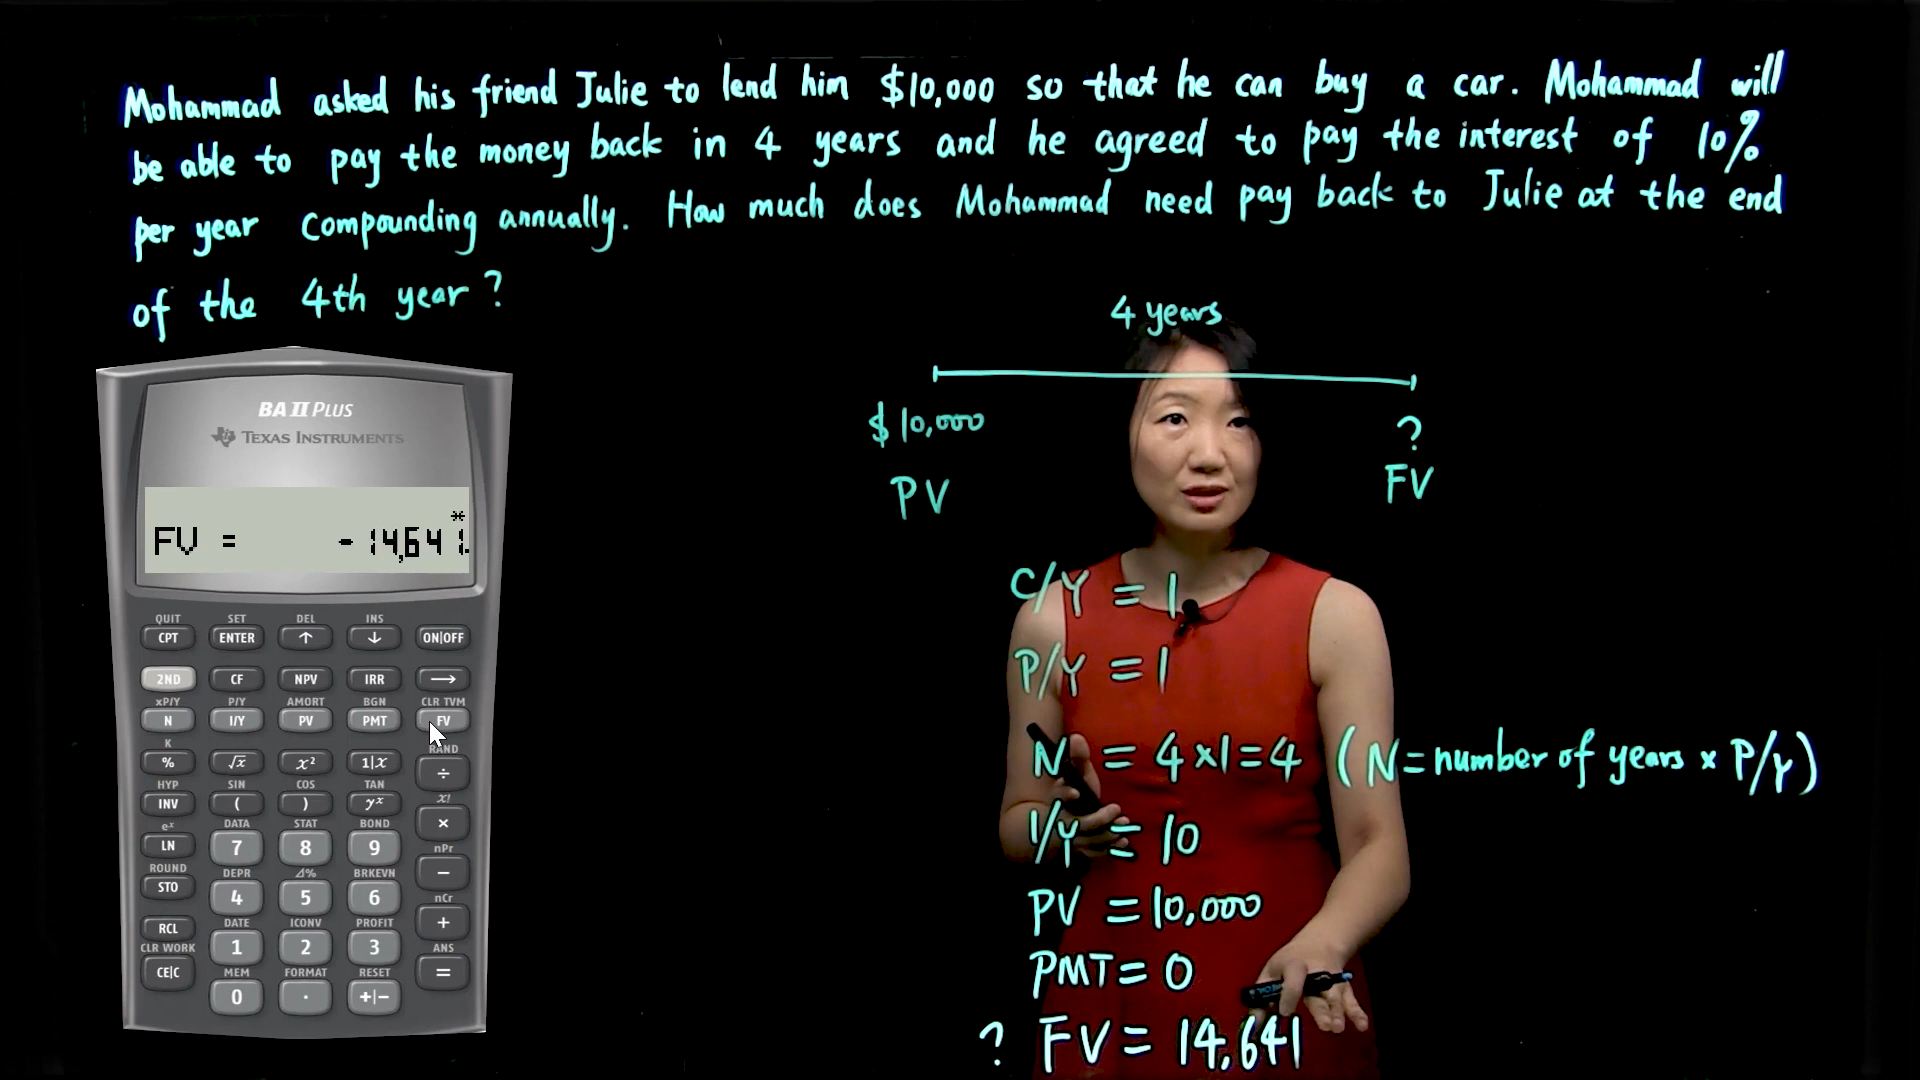 Mohammad asked his friend Julie to lend him $10,000 so that he can buy a car. Mohammad will
be able to pay the money back in 4 years and he agreed to pay the interest of 10%
per year compounding annually. How much does Mohammad need pay back to Julie at the end
of the 4th year?
4 years
$10,000
?
PV
FV
BA II PLUS
TEXAS INSTRUMENTS
*
FV = -14,641.
C/Y = 1
P/Y = 1
N = 4 x 1 = 4 (N = number of years x P/Y)
I/Y = 10
PV = 10,000
PMT = 0
? FV = 14,641
QUIT SET DEL INS
CPT ENTER ↑ ↓ ON|OFF
2ND CF NPV IRR →
xP/Y P/Y AMORT BGN CLR TVM
N I/Y PV PMT FV
K RAND
% √x x² 1|x ÷
HYP SIN COS TAN x!
INV ( ) yˣ ×
eˣ DATA STAT BOND nPr
LN 7 8 9 −
ROUND DEPR Δ% BRKEVN nCr
STO 4 5 6 +
DATE ICONV PROFIT ANS
RCL 1 2 3 =
CLR WORK MEM FORMAT RESET
CE|C 0 . +|−